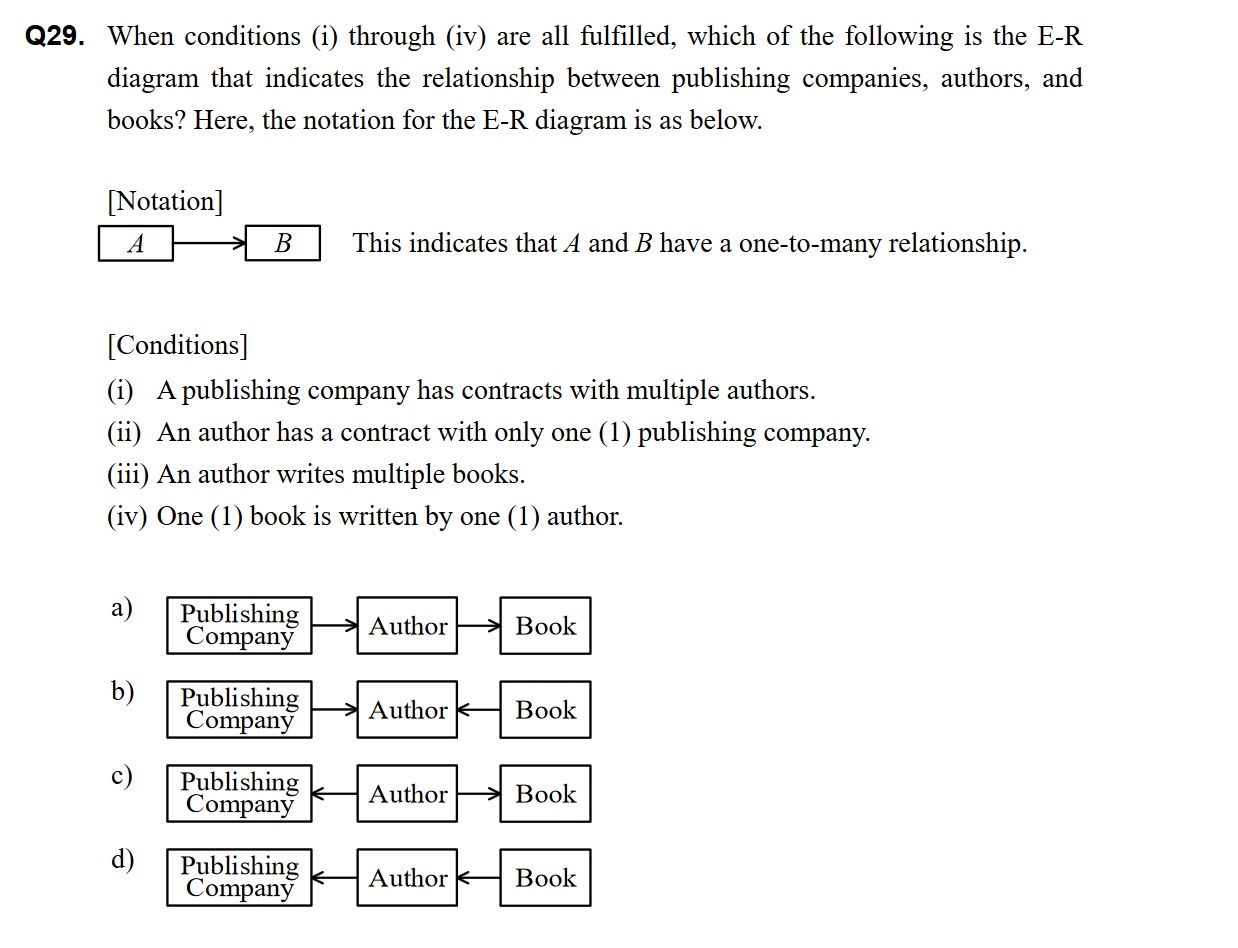 Q29. When conditions (i) through (iv) are all fulfilled, which of the following is the E-R
diagram that indicates the relationship between publishing companies, authors, and
books? Here, the notation for the E-R diagram is as below.
[Notation]
A B This indicates that A and B have a one-to-many relationship.
[Conditions]
(i) A publishing company has contracts with multiple authors.
(ii) An author has a contract with only one (1) publishing company.
(iii) An author writes multiple books.
(iv) One (1) book is written by one (1) author.
a) Publishing
Company Author Book
b) Publishing
Company Author Book
c) Publishing
Company Author Book
d) Publishing
Company Author Book